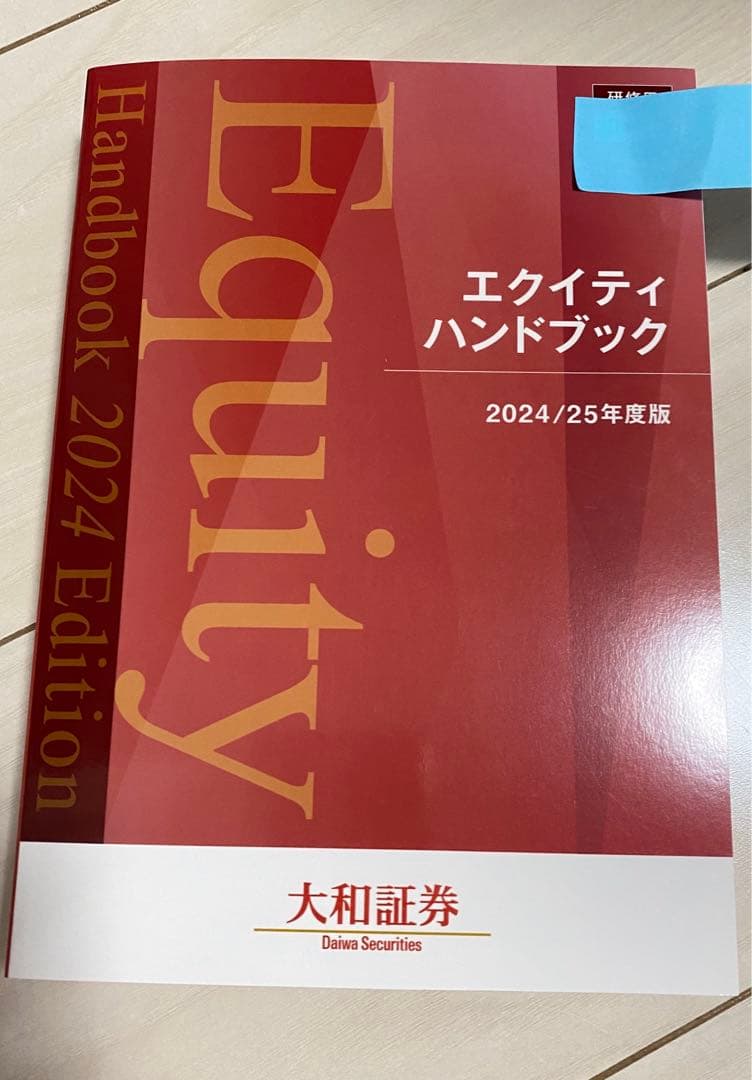 エクイティ
ハンドブック
2024/25年度版
Equity
Handbook 2024 Edition
大和証券
Daiwa Securities